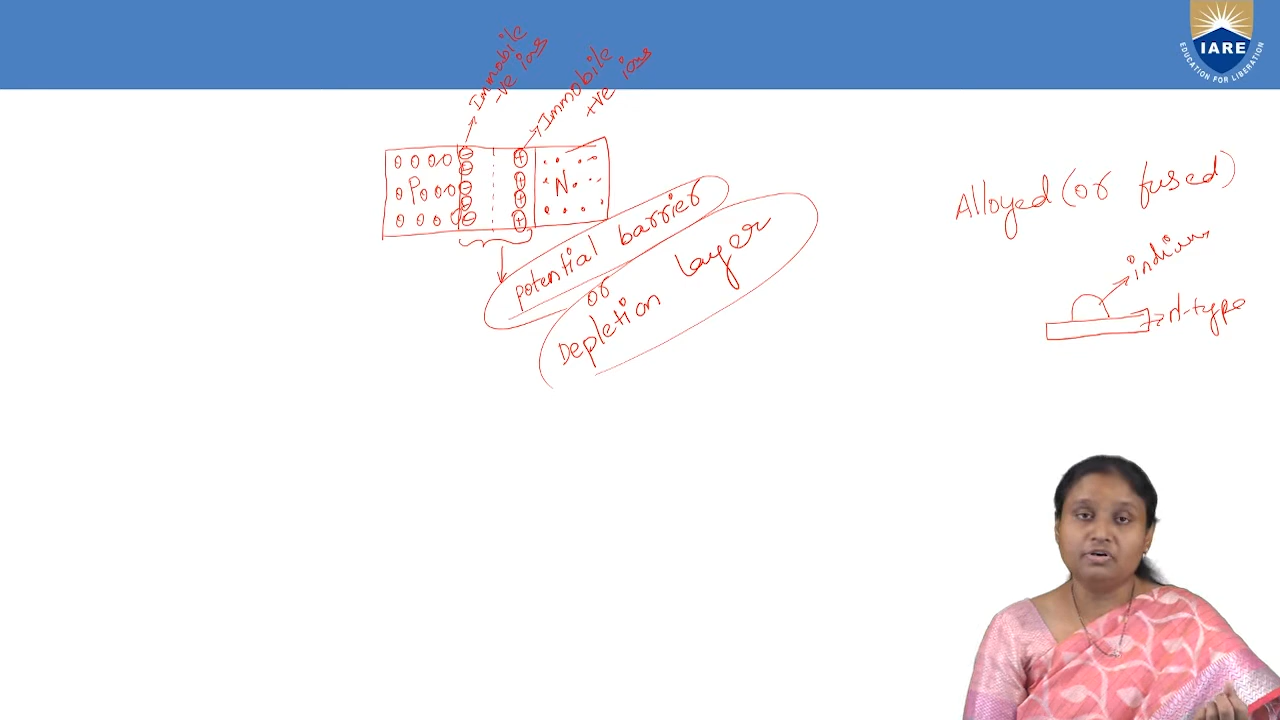 IARE
EDUCATION FOR LIBERATION
Immobile
-ve ions
Immobile
+ve ions
P
N
potential barrier
or
Depletion layer
Alloyed (or fused)
indium
N-type